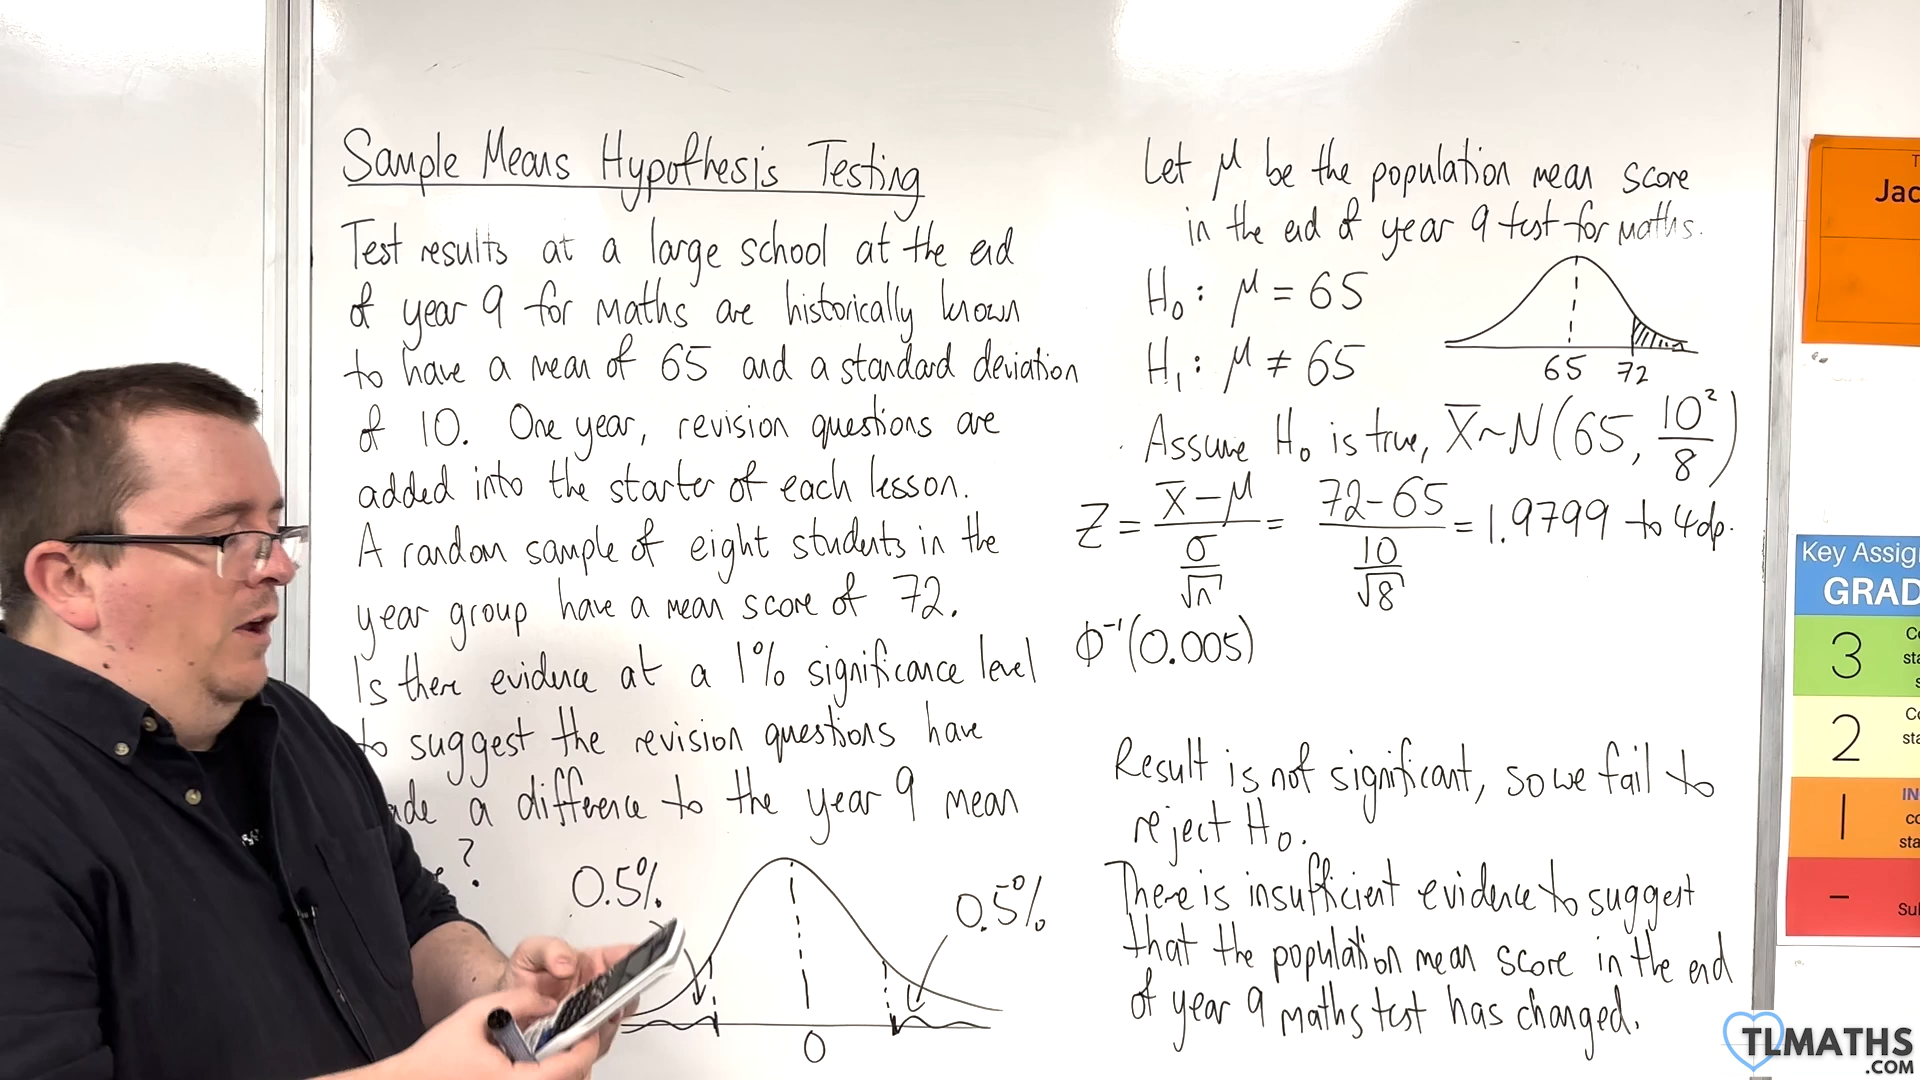 Sample Means Hypothesis Testing
Test results at a large school at the end
of year 9 for maths are historically known
to have a mean of 65 and a standard deviation
of 10. One year, revision questions are
added into the starter of each lesson.
A random sample of eight students in the
year group have a mean score of 72.
Is there evidence at a 1% significance level
to suggest the revision questions have
ade a difference to the year 9 mean
?
0.5%
0.5%
0
Let μ be the population mean score
in the end of year 9 test for maths.
H₀ : μ = 65
H₁ : μ ≠ 65
65 72
Assume H₀ is true, X̄ ~ N(65, 10²/8)
Z = (X̄ − μ)/(σ/√n) = (72 − 65)/(10/√8) = 1.9799 to 4dp.
Φ⁻¹(0.005)
Result is not significant, so we fail to
reject H₀.
There is insufficient evidence to suggest
that the population mean score in the end
of year 9 maths test has changed.
Jac
Key Assig
GRAD
3
2
1
IN
-
Sul
TLMATHS
.COM